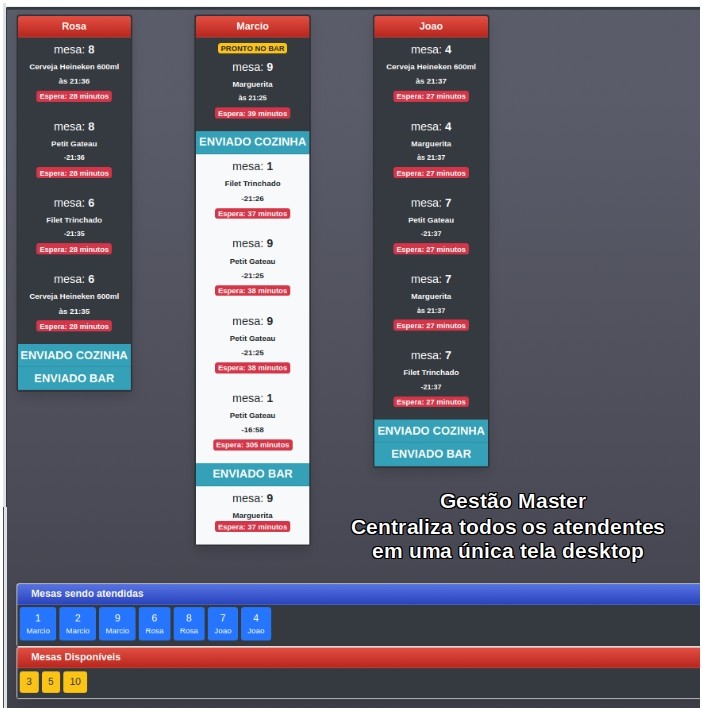 Rosa
mesa: 8
Cerveja Heineken 600ml
às 21:36
Espera: 28 minutos
mesa: 8
Petit Gateau
-21:36
Espera: 28 minutos
mesa: 6
Filet Trinchado
-21:35
Espera: 28 minutos
mesa: 6
Cerveja Heineken 600ml
às 21:35
Espera: 28 minutos
ENVIADO COZINHA
ENVIADO BAR
Marcio
PRONTO NO BAR
mesa: 9
Marguerita
às 21:25
Espera: 39 minutos
ENVIADO COZINHA
mesa: 1
Filet Trinchado
-21:26
Espera: 37 minutos
mesa: 9
Petit Gateau
-21:25
Espera: 38 minutos
mesa: 9
Petit Gateau
-21:25
Espera: 38 minutos
mesa: 1
Petit Gateau
-16:58
Espera: 305 minutos
ENVIADO BAR
mesa: 9
Marguerita
Espera: 37 minutos
Joao
mesa: 4
Cerveja Heineken 600ml
às 21:37
Espera: 27 minutos
mesa: 4
Marguerita
às 21:37
Espera: 27 minutos
mesa: 7
Petit Gateau
-21:37
Espera: 27 minutos
mesa: 7
Marguerita
às 21:37
Espera: 27 minutos
mesa: 7
Filet Trinchado
-21:37
Espera: 27 minutos
ENVIADO COZINHA
ENVIADO BAR
Gestão Master
Centraliza todos os atendentes
em uma única tela desktop
Mesas sendo atendidas
1 2 9 6 8 7 4
Marcio Marcio Marcio Rosa Rosa Joao Joao
Mesas Disponíveis
3 5 10